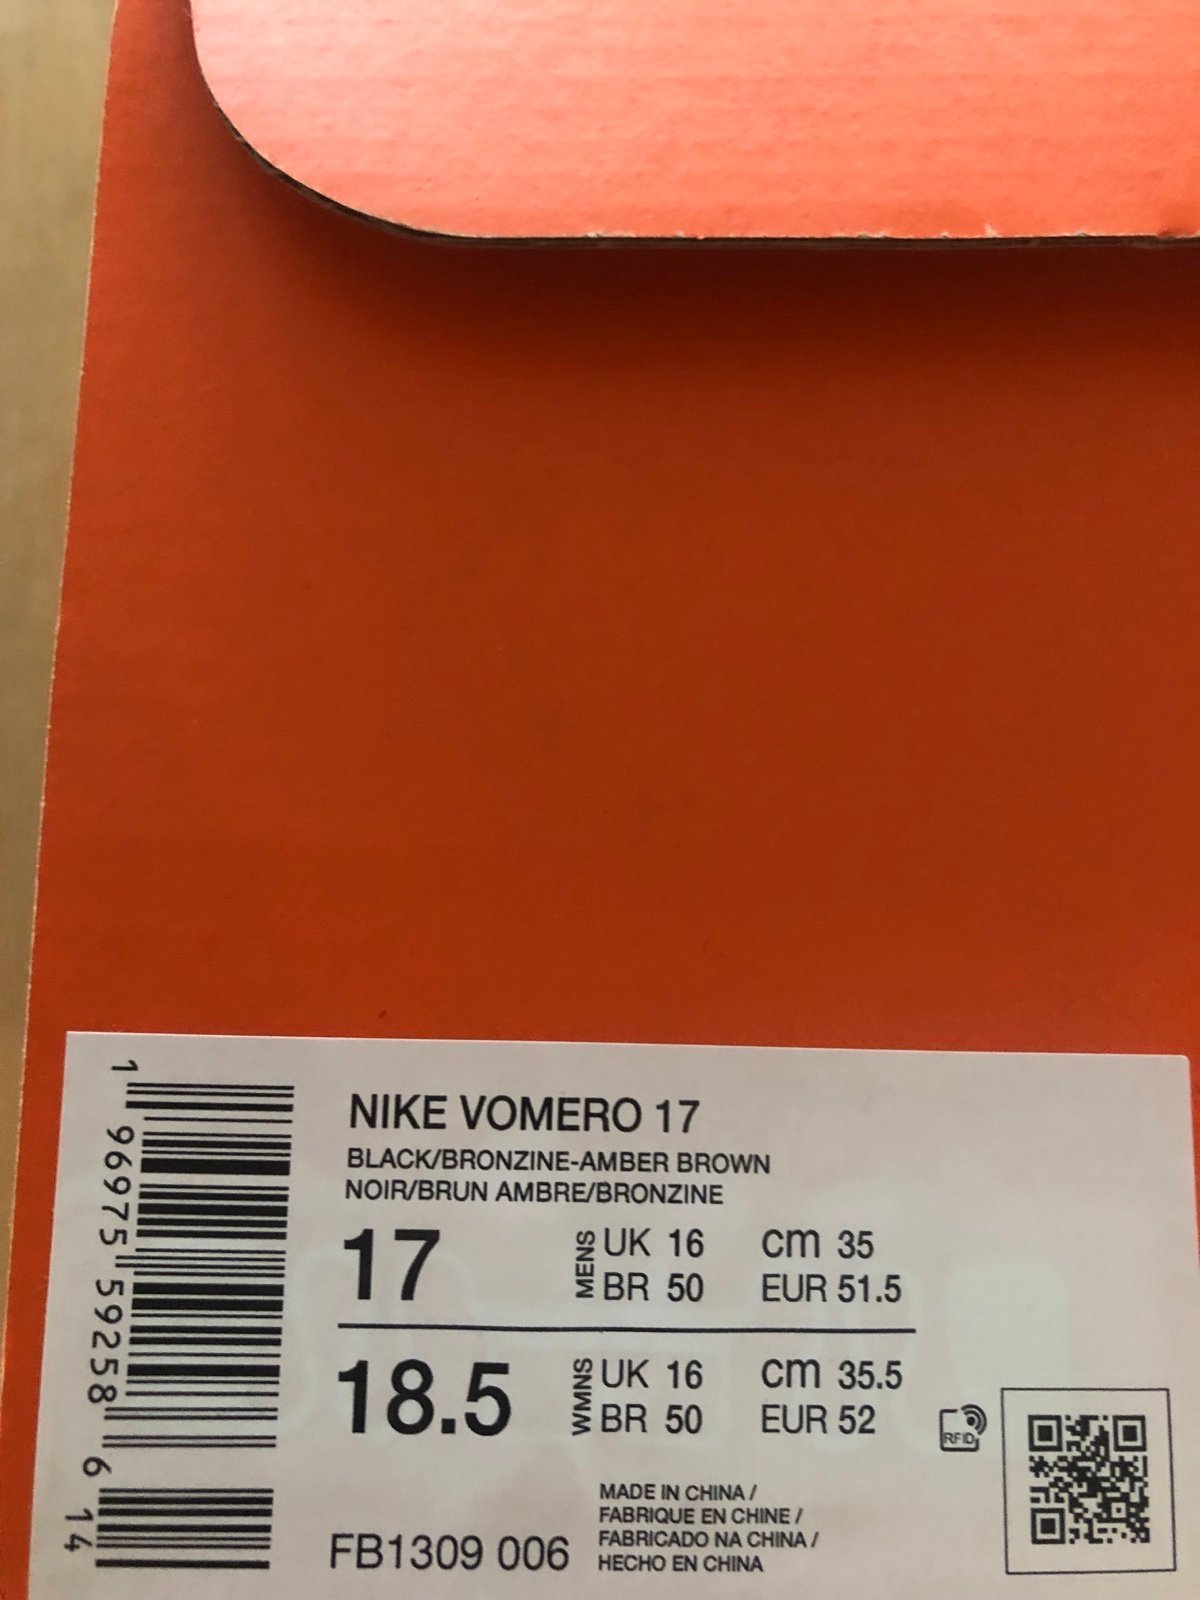 1 96975 59258 6 14
NIKE VOMERO 17
BLACK/BRONZINE-AMBER BROWN
NOIR/BRUN AMBRE/BRONZINE
17 MENS UK 16 cm 35
BR 50 EUR 51.5
18.5 WMNS UK 16 cm 35.5
BR 50 EUR 52
RFID
MADE IN CHINA /
FABRIQUE EN CHINE /
FABRICADO NA CHINA /
HECHO EN CHINA
FB1309 006